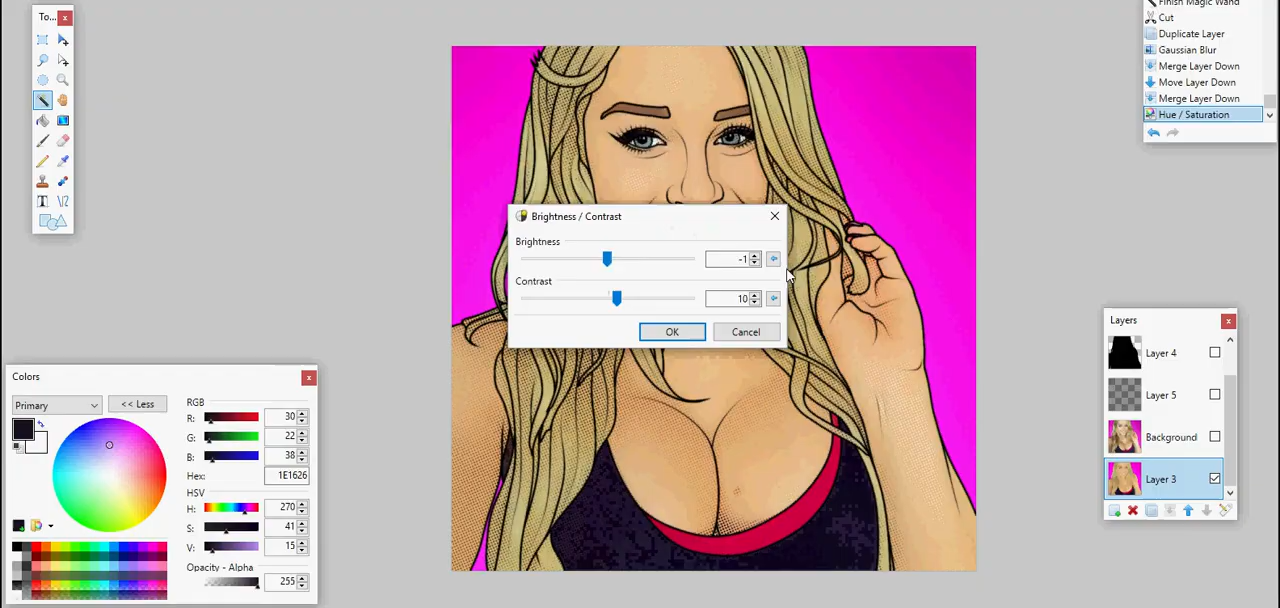 To...
Finish Magic Wand
Cut
Duplicate Layer
Gaussian Blur
Merge Layer Down
Move Layer Down
Merge Layer Down
Hue / Saturation
Brightness / Contrast
Brightness
-1
Contrast
10
OK
Cancel
Layers
Layer 4
Layer 5
Background
Layer 3
Colors
Primary
<< Less
RGB
R: 30
G: 22
B: 38
Hex: 1E1626
HSV
H: 270
S: 41
V: 15
Opacity - Alpha
255